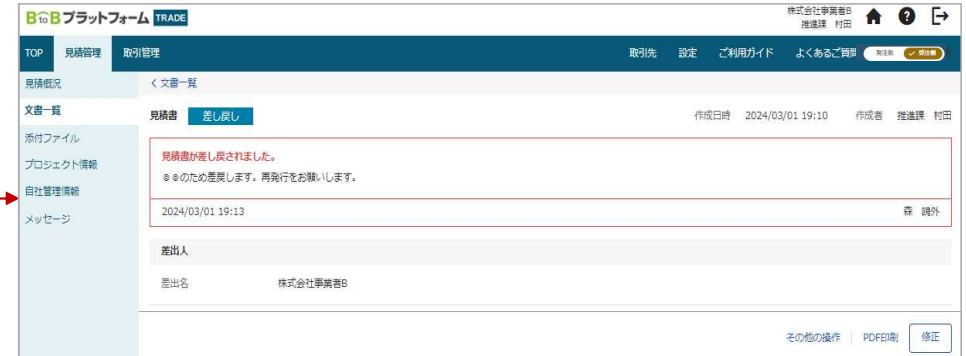 BtoBプラットフォーム TRADE
株式会社事業者B
推進課 村田
TOP 見積管理 取引管理 取引先 設定 ご利用ガイド よくあるご質問 発注側 受注側
見積概況
文書一覧
添付ファイル
プロジェクト情報
自社管理情報
メッセージ
く 文書一覧
見積書 差し戻し 作成日時 2024/03/01 19:10 作成者 推進課 村田
見積書が差し戻されました。
◎◎のため差戻します。再発行をお願いします。
2024/03/01 19:13 森 鴎外
差出人
差出名 株式会社事業者B
その他の操作 PDF印刷 修正